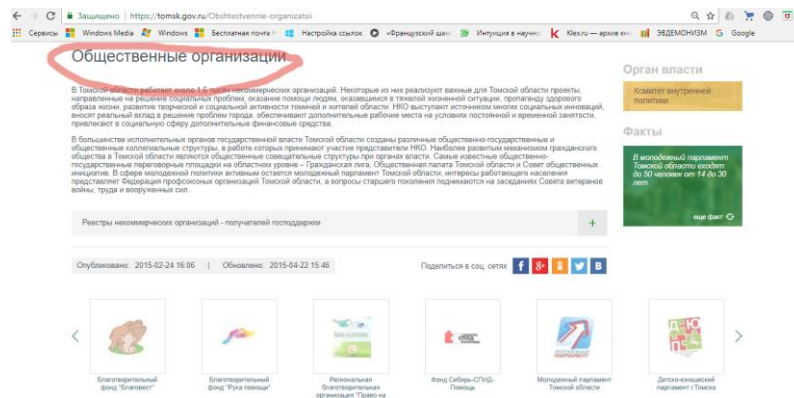 Защищено | https://tomsk.gov.ru/Obshtestvennie-organizatsii
Сервисы Windows Media Windows Бесплатная почта Настройка ссылок «Французский шан Интуиция в научно Klex.ru — архив кн ЭВДЕМОНИЗМ Google
Общественные организации
В Томской области работает около 1,6 тысяч некоммерческих организаций. Некоторые из них реализуют важные для Томской области проекты,
направленные на решение социальных проблем, оказание помощи людям, оказавшимся в тяжелой жизненной ситуации, пропаганду здорового
образа жизни, развитие творческой и социальной активности томичей и жителей области. НКО выступают источником многих социальных инноваций,
вносят реальный вклад в решение проблем города, обеспечивают дополнительные рабочие места на условиях постоянной и временной занятости,
привлекают в социальную сферу дополнительные финансовые средства.
В большинстве исполнительных органов государственной власти Томской области созданы различные общественно-государственные и
общественные коллегиальные структуры, в работе которых принимают участие представители НКО. Наиболее развитым механизмом гражданского
общества в Томской области являются общественные совещательные структуры при органах власти. Самые известные общественно-
государственные переговорные площадки на областном уровне – Гражданская лига, Общественная палата Томской области и Совет общественных
инициатив. В сфере молодежной политики активным остается молодежный парламент Томской области, интересы работающего населения
представляет Федерация профсоюзных организаций Томской области, а вопросы старшего поколения поднимаются на заседаниях Совета ветеранов
войны, труда и вооруженных сил.
Реестры некоммерческих организаций - получателей господдержки +
Опубликовано: 2015-02-24 16:06 | Обновлено: 2015-04-22 15:46
Поделиться в соц. сетях
Орган власти
Комитет внутренней
политики
Факты
В молодежный парламент
Томской области входят
до 50 человек от 14 до 30
лет
еще факт
Благотворительный
фонд "Благовест"
Благотворительный
фонд "Рука помощи"
Региональная
благотворительная
организация "Право на
Фонд Сибирь-СПИД-
Помощь
МОЛОДЕЖНЫЙ
ПАРЛАМЕНТ
Молодежный парламент
Томской области
Детско-юношеский
парламент г.Томска